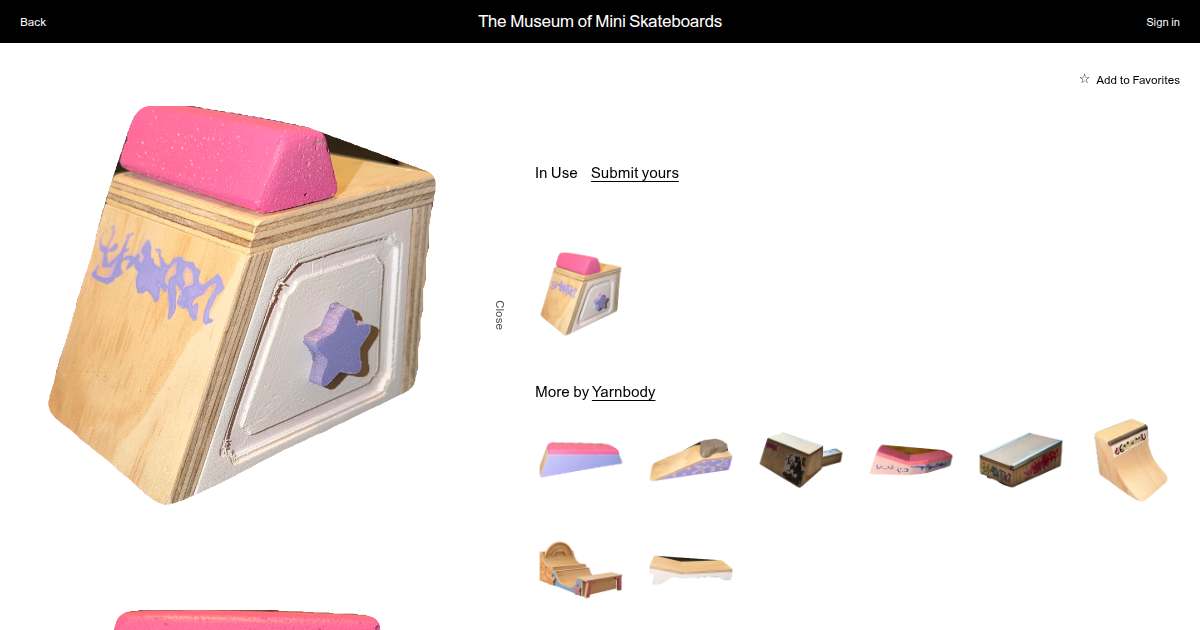 Back
The Museum of Mini Skateboards
Sign in
☆ Add to Favorites
In Use Submit yours
Close
More by Yarnbody